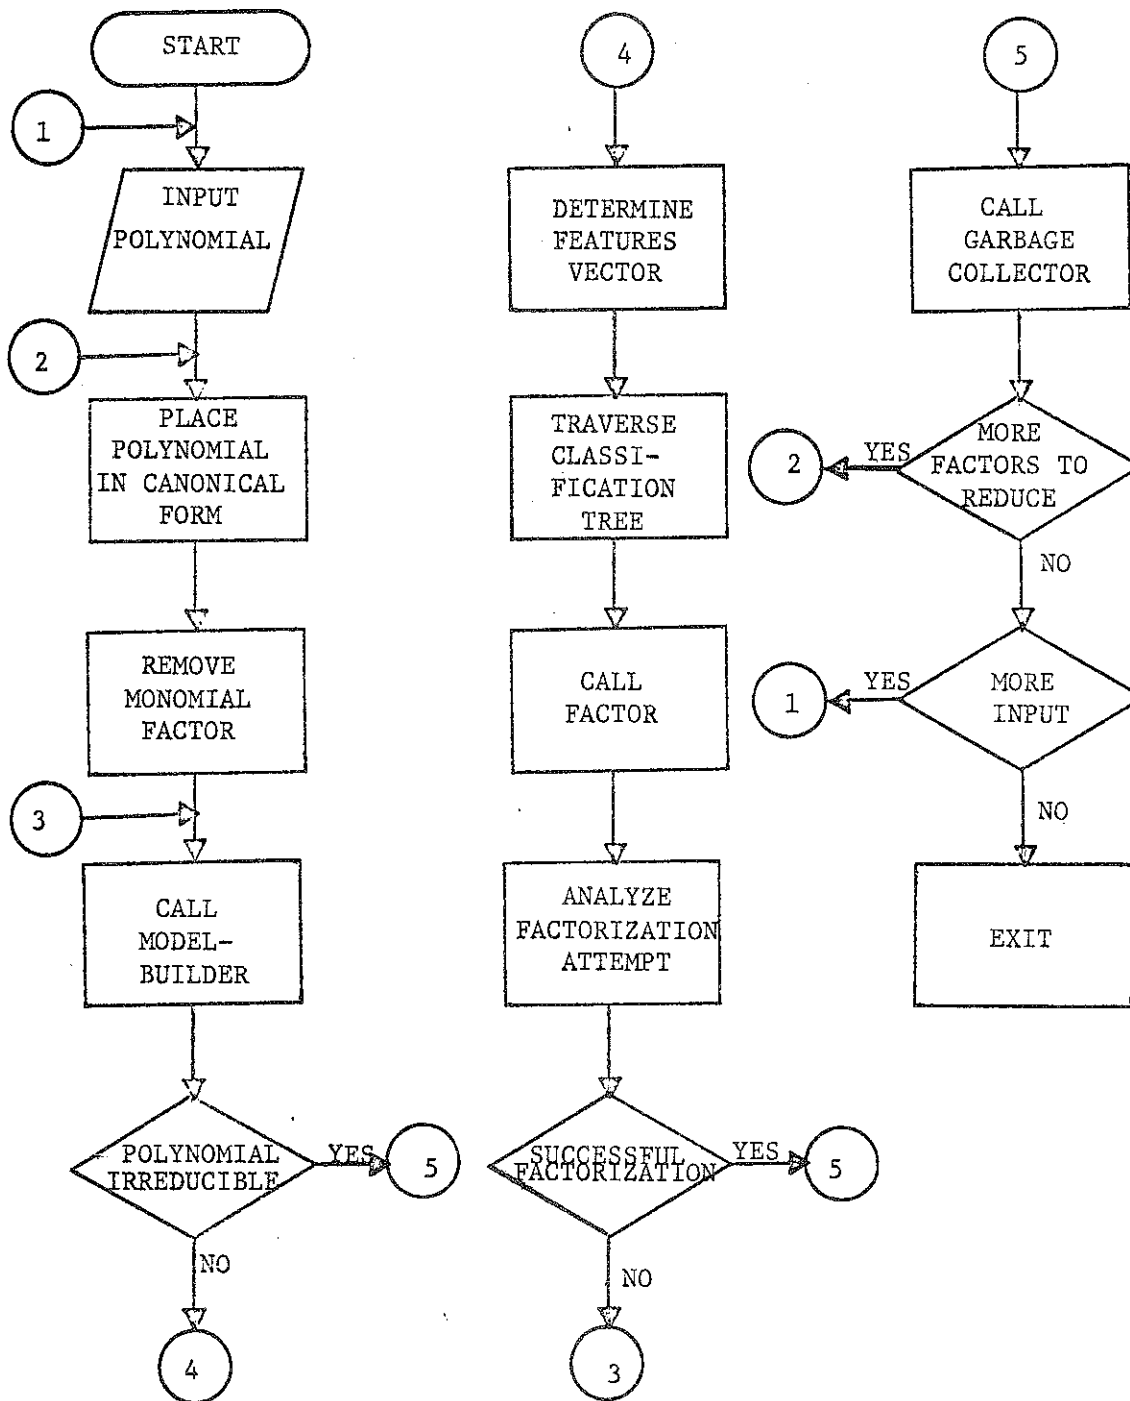 START
1
INPUT
POLYNOMIAL
2
PLACE
POLYNOMIAL
IN CANONICAL
FORM
REMOVE
MONOMIAL
FACTOR
3
CALL
MODEL-
BUILDER
POLYNOMIAL
IRREDUCIBLE
YES
5
NO
4
4
DETERMINE
FEATURES
VECTOR
TRAVERSE
CLASSI-
FICATION
TREE
CALL
FACTOR
ANALYZE
FACTORIZATION
ATTEMPT
SUCCESSFUL
FACTORIZATION
YES
5
NO
3
5
CALL
GARBAGE
COLLECTOR
MORE
FACTORS TO
REDUCE
YES
2
NO
MORE
INPUT
YES
1
NO
EXIT